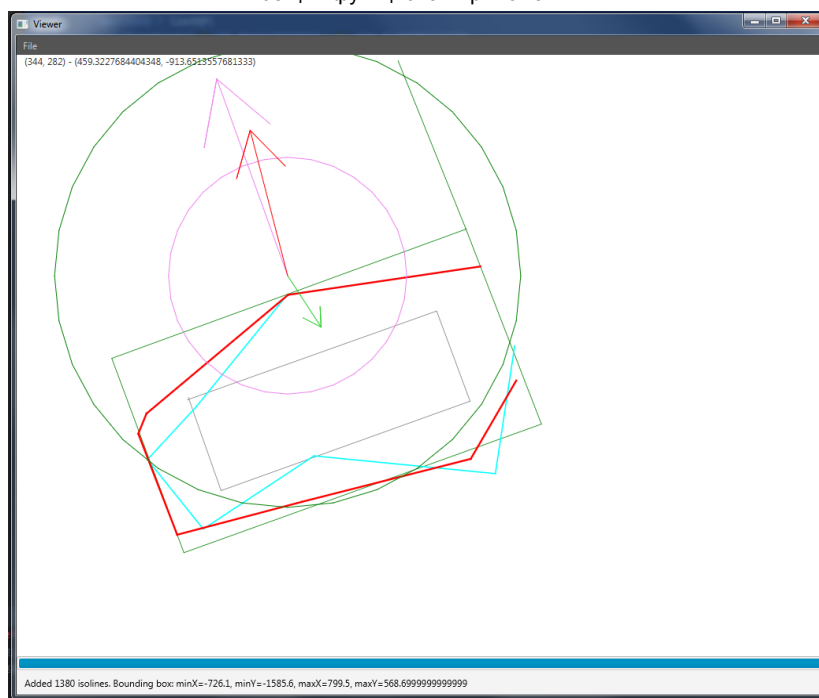 Viewer
File
(344, 282) - (459.3227684404348, -913.6513557681333)
Added 1380 isolines. Bounding box: minX=-726.1, minY=-1585.6, maxX=799.5, maxY=568.6999999999999